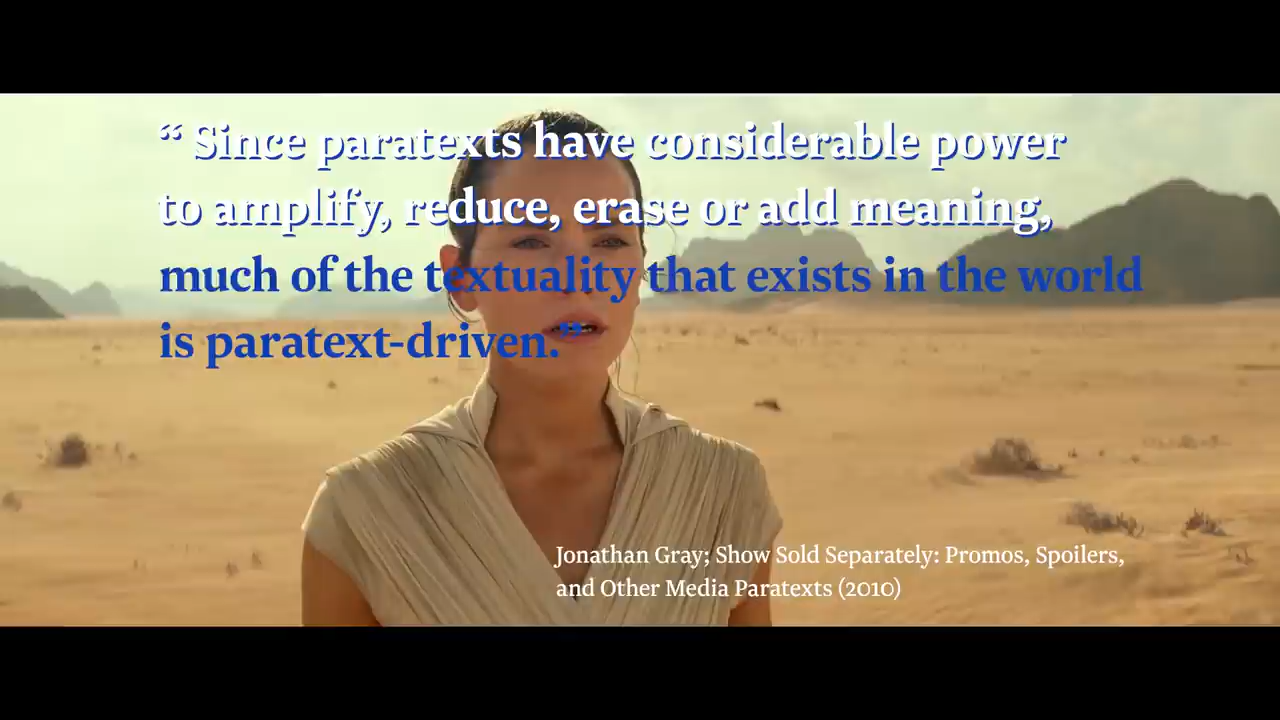 “ Since paratexts have considerable power
to amplify, reduce, erase or add meaning,
much of the textuality that exists in the world
is paratext-driven.”
Jonathan Gray; Show Sold Separately: Promos, Spoilers,
and Other Media Paratexts (2010)